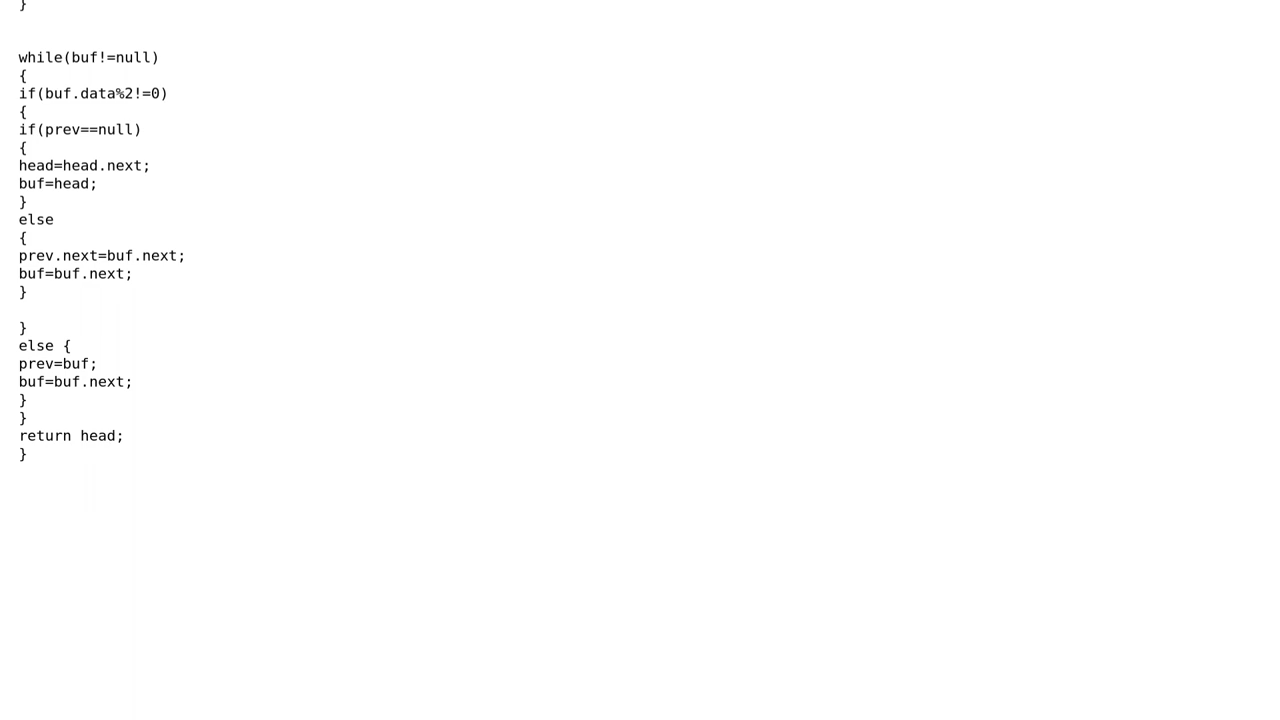 }
while(buf!=null)
{
if(buf.data%2!=0)
{
if(prev==null)
{
head=head.next;
buf=head;
}
else
{
prev.next=buf.next;
buf=buf.next;
}
}
else {
prev=buf;
buf=buf.next;
}
}
return head;
}